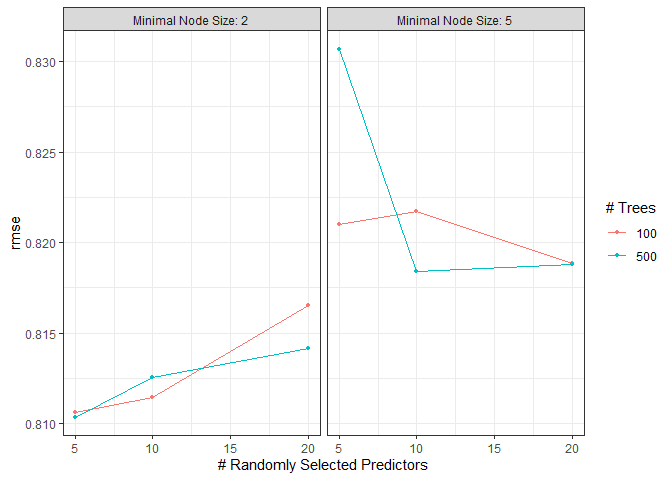 Minimal Node Size: 2
Minimal Node Size: 5
0.830
0.825
0.820
0.815
0.810
rmse
5 10 15 20
5 10 15 20
# Randomly Selected Predictors
# Trees
100
500